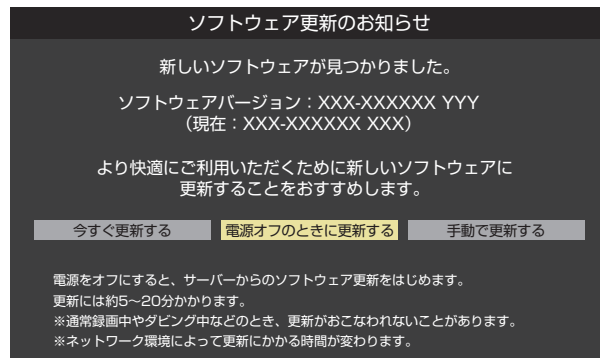 ソフトウェア更新のお知らせ
新しいソフトウェアが見つかりました。
ソフトウェアバージョン：XXX-XXXXXX YYY
（現在：XXX-XXXXXX XXX）
より快適にご利用いただくために新しいソフトウェアに
更新することをおすすめします。
今すぐ更新する 電源オフのときに更新する 手動で更新する
電源をオフにすると、サーバーからのソフトウェア更新をはじめます。
更新には約5～20分かかります。
※通常録画中やダビング中などのとき、更新がおこなわれないことがあります。
※ネットワーク環境によって更新にかかる時間が変わります。